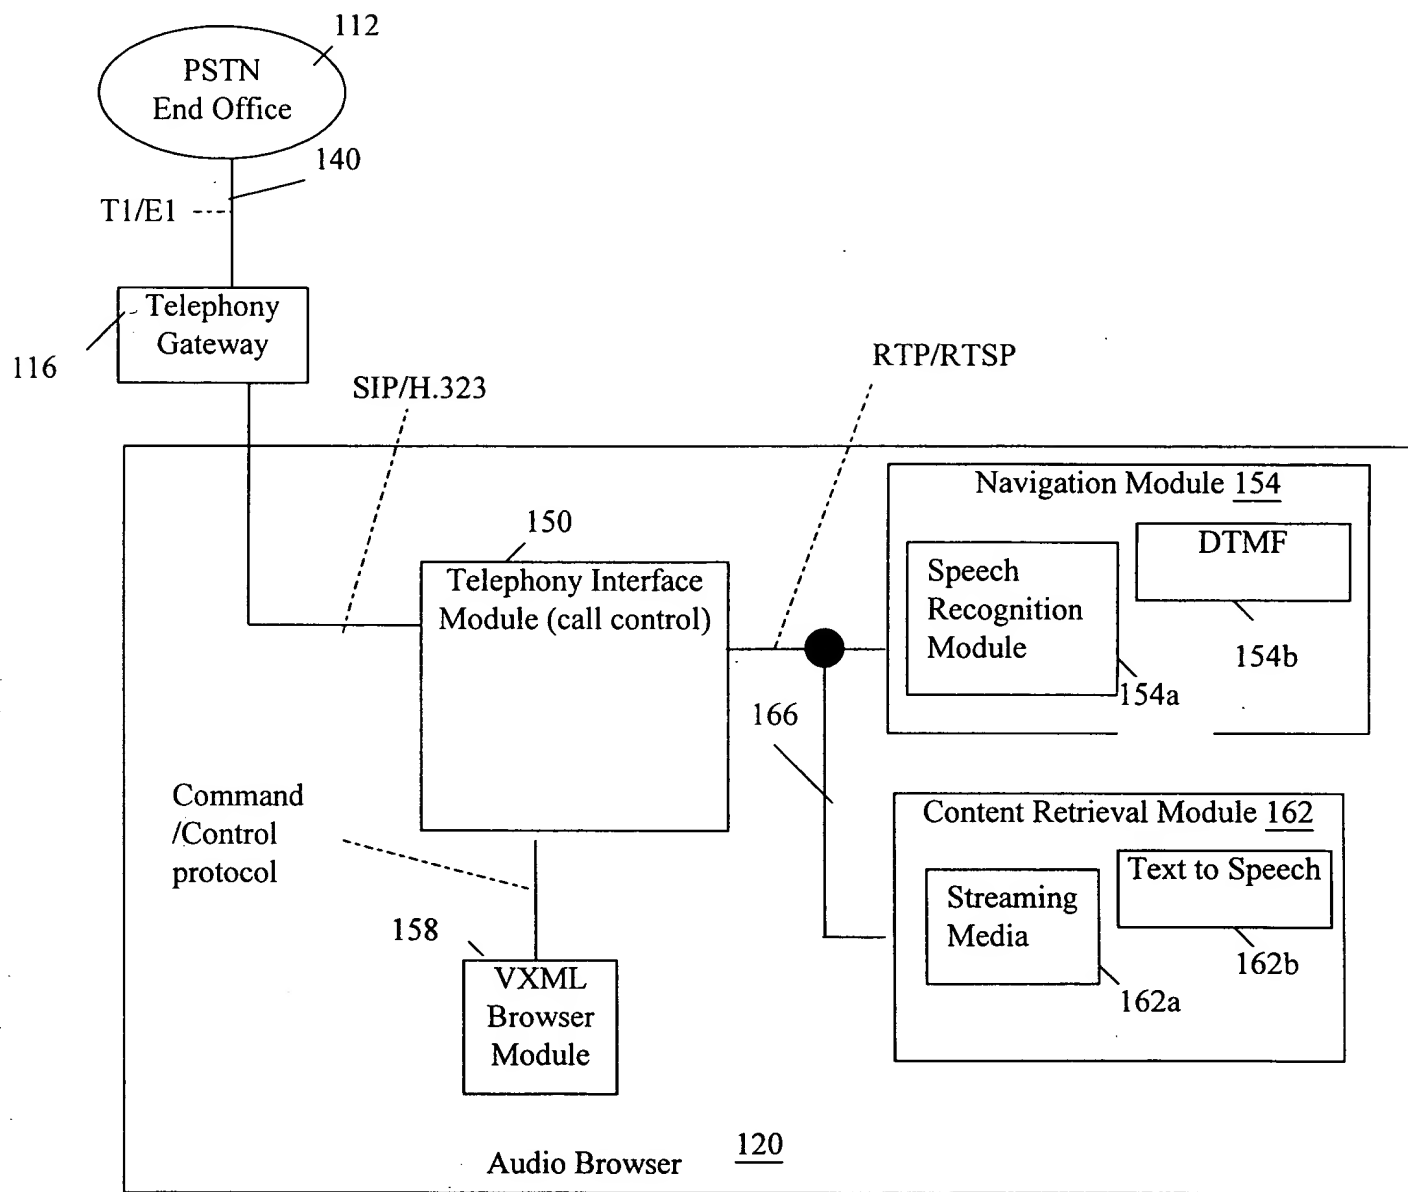 112
PSTN
End Office
140
T1/E1
Telephony
Gateway
116
SIP/H.323
RTP/RTSP
Navigation Module 154
DTMF
Speech
Recognition
Module
154b
154a
150
Telephony Interface
Module (call control)
166
Command
/Control
protocol
Content Retrieval Module 162
Text to Speech
Streaming
Media
162b
162a
158
VXML
Browser
Module
Audio Browser 120